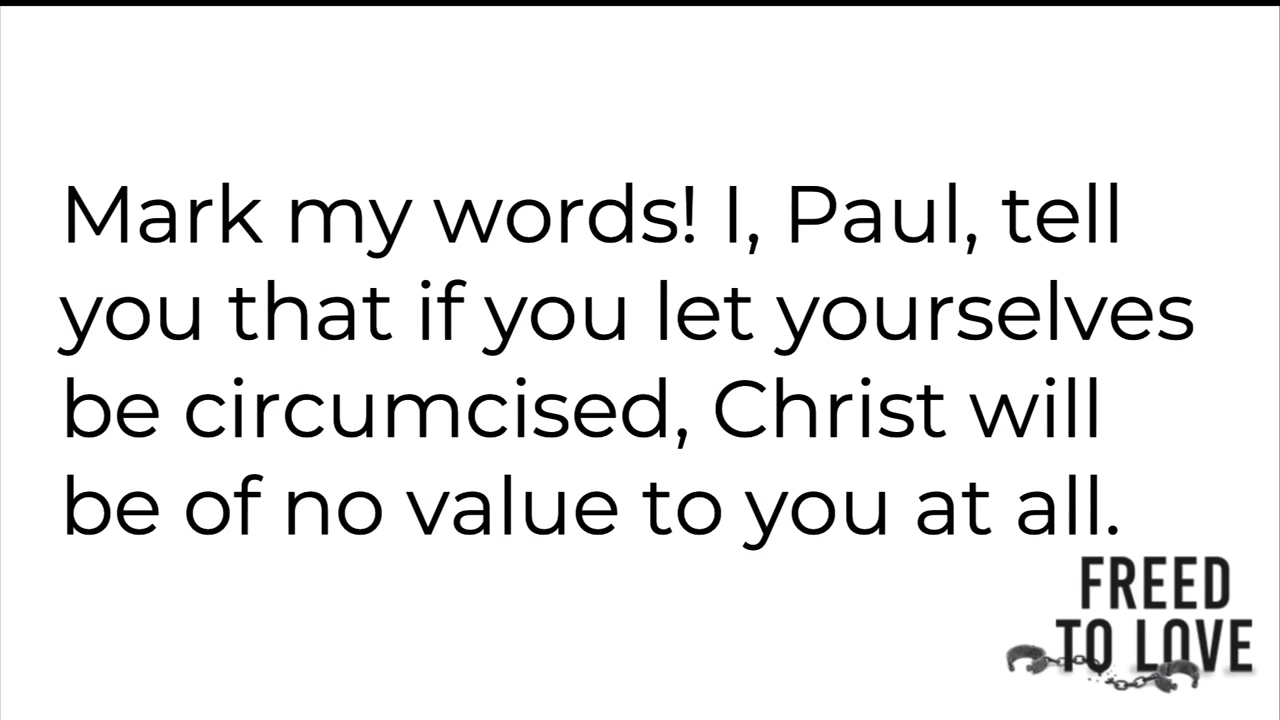 Mark my words! I, Paul, tell
you that if you let yourselves
be circumcised, Christ will
be of no value to you at all.
FREED
TO LOVE